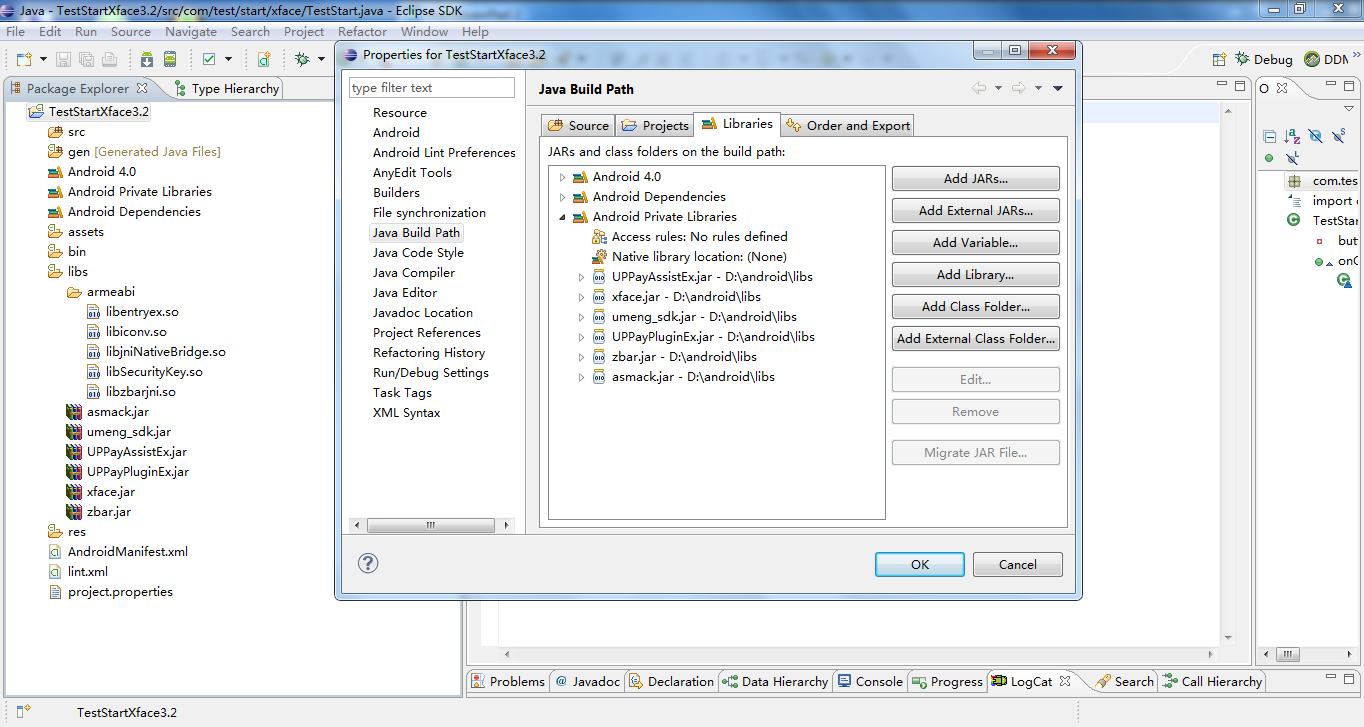 Java - TestStartXface3.2/src/com/test/start/xface/TestStart.java - Eclipse SDK
File Edit Run Source Navigate Search Project Refactor Window Help
Debug DDM
Package Explorer Type Hierarchy
TestStartXface3.2
src
gen [Generated Java Files]
Android 4.0
Android Private Libraries
Android Dependencies
assets
bin
libs
armeabi
libentryex.so
libiconv.so
libjniNativeBridge.so
libSecurityKey.so
libzbarjni.so
asmack.jar
umeng_sdk.jar
UPPayAssistEx.jar
UPPayPluginEx.jar
xface.jar
zbar.jar
res
AndroidManifest.xml
lint.xml
project.properties
Properties for TestStartXface3.2
type filter text
Resource
Android
Android Lint Preferences
AnyEdit Tools
Builders
File synchronization
Java Build Path
Java Code Style
Java Compiler
Java Editor
Javadoc Location
Project References
Refactoring History
Run/Debug Settings
Task Tags
XML Syntax
Java Build Path
Source Projects Libraries Order and Export
JARs and class folders on the build path:
Android 4.0
Android Dependencies
Android Private Libraries
Access rules: No rules defined
Native library location: (None)
UPPayAssistEx.jar - D:\android\libs
xface.jar - D:\android\libs
umeng_sdk.jar - D:\android\libs
UPPayPluginEx.jar - D:\android\libs
zbar.jar - D:\android\libs
asmack.jar - D:\android\libs
Add JARs...
Add External JARs...
Add Variable...
Add Library...
Add Class Folder...
Add External Class Folder...
Edit...
Remove
Migrate JAR File...
OK Cancel
O
com.tes
import
TestStar
but
onC
Problems @ Javadoc Declaration Data Hierarchy Console Progress LogCat Search Call Hierarchy
TestStartXface3.2